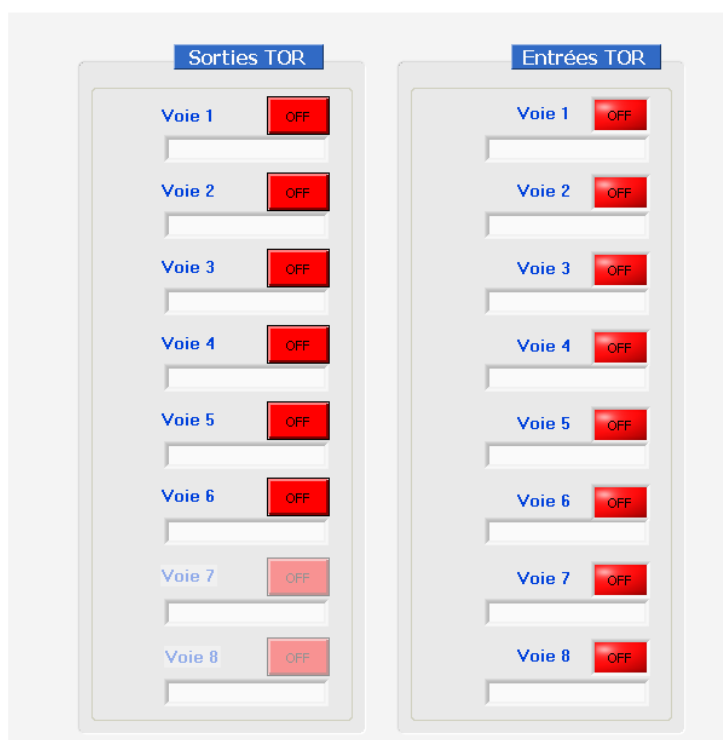 Sorties TOR
Voie 1 OFF
Voie 2 OFF
Voie 3 OFF
Voie 4 OFF
Voie 5 OFF
Voie 6 OFF
Voie 7 OFF
Voie 8 OFF
Entrées TOR
Voie 1 OFF
Voie 2 OFF
Voie 3 OFF
Voie 4 OFF
Voie 5 OFF
Voie 6 OFF
Voie 7 OFF
Voie 8 OFF